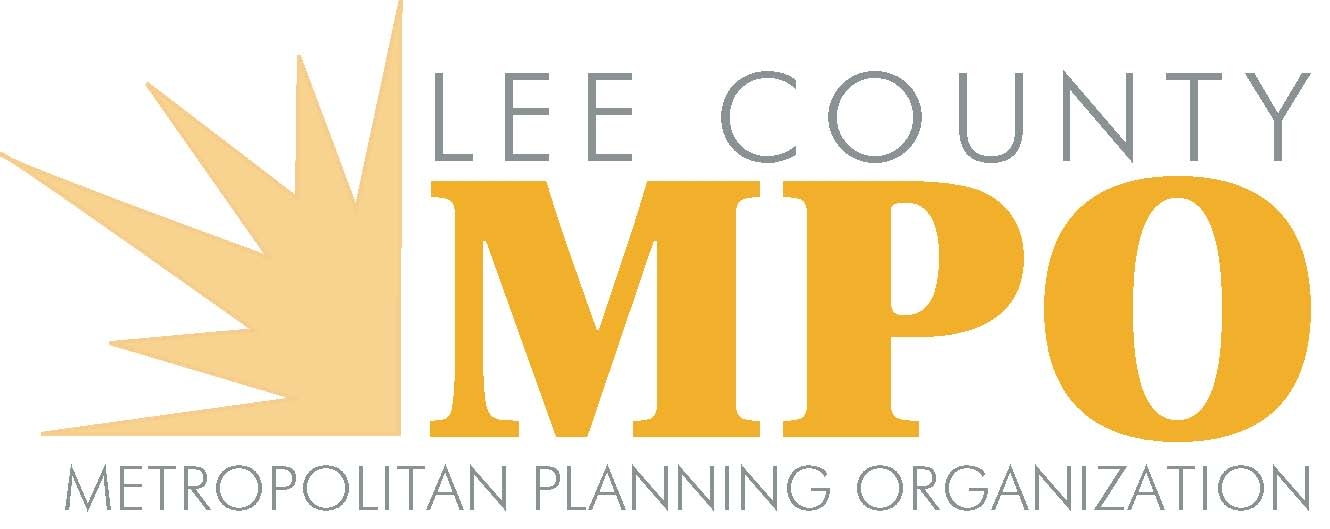 LEE COUNTY
MPO
METROPOLITAN PLANNING ORGANIZATION